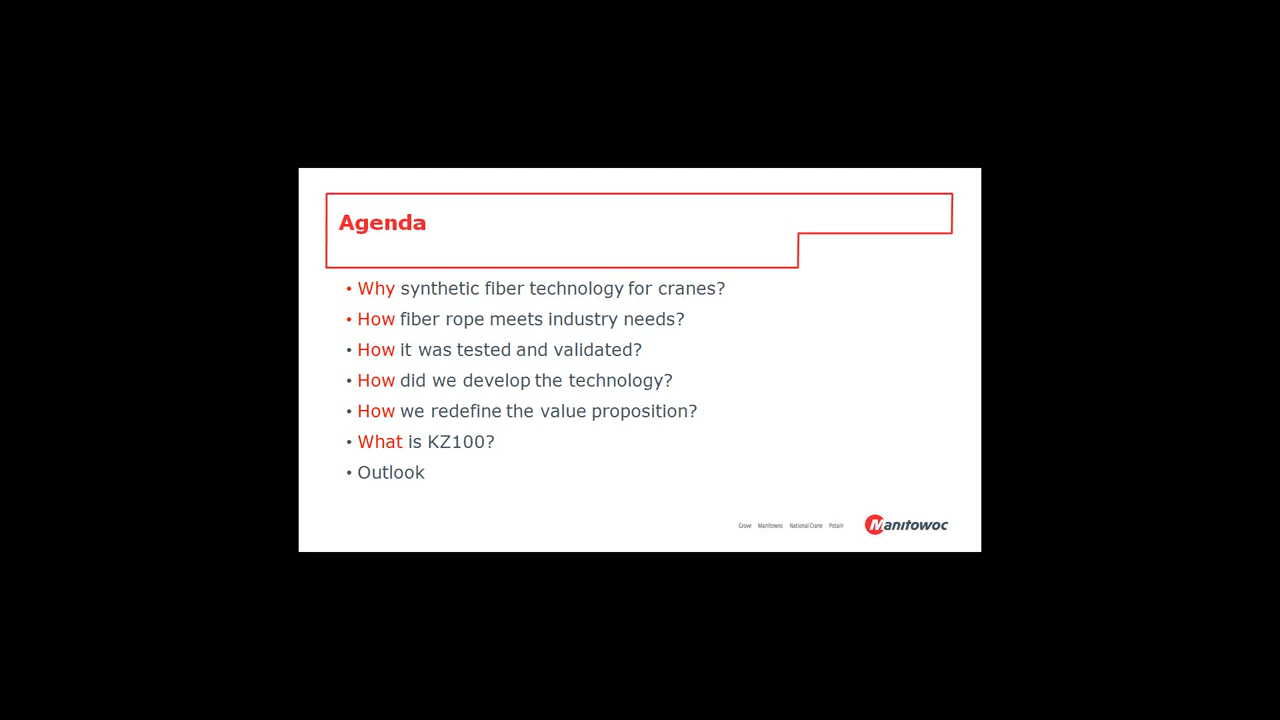 Agenda
• Why synthetic fiber technology for cranes?
• How fiber rope meets industry needs?
• How it was tested and validated?
• How did we develop the technology?
• How we redefine the value proposition?
• What is KZ100?
• Outlook
Grove Manitowoc National Crane Potain Manitowoc